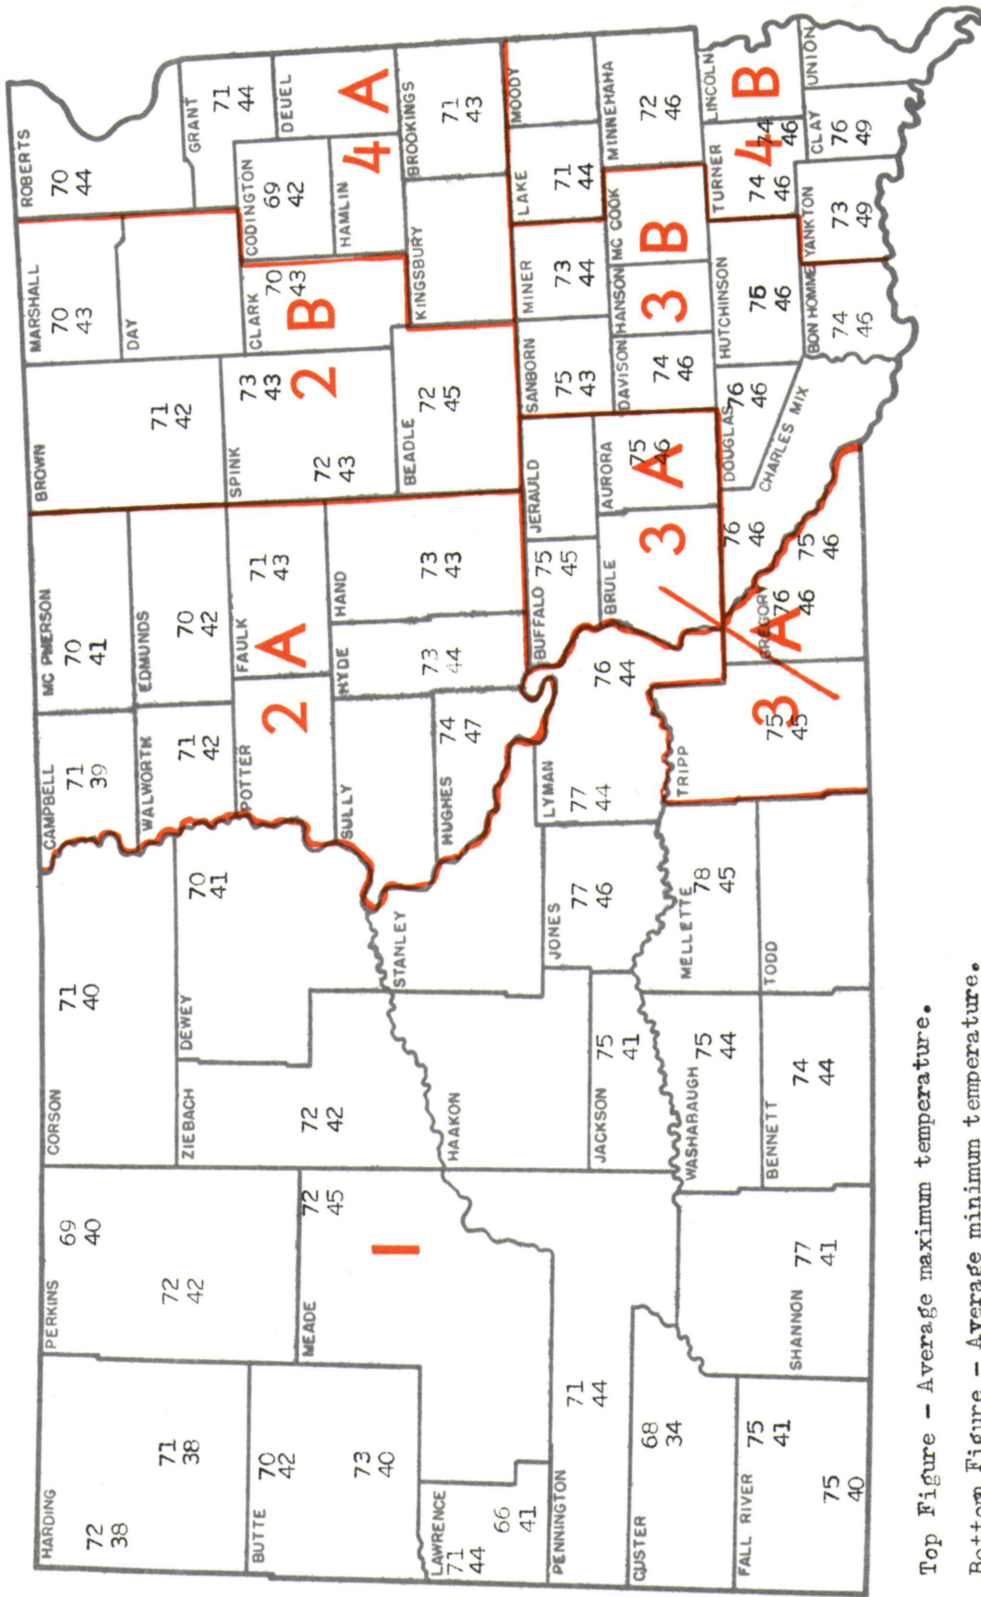 HARDING
72
38
71
38
PERKINS
69
40
72
42
CORSON
71
40
CAMPBELL
71
39
MC PHERSON
70
41
BROWN
71
42
MARSHALL
70
43
ROBERTS
70
44
BUTTE
70
42
73
40
MEADE
72
45
1
ZIEBACH
72
42
DEWEY
70
41
WALWORTH
71
42
EDMUNDS
70
42
DAY
GRANT
71
44
POTTER
2 A
FAULK
71
43
SPINK
73
43
72
43
2 B
CLARK
70
43
CODINGTON
69
42
DEUEL
HAMLIN
4 A
LAWRENCE
71
44
66
41
HAAKON
STANLEY
SULLY
HYDE
73
44
HAND
73
43
BEADLE
72
45
KINGSBURY
BROOKINGS
71
43
HUGHES
74
47
PENNINGTON
71
44
JACKSON
75
41
JONES
77
46
LYMAN
77
44
76
44
BUFFALO
75
45
JERAULD
SANBORN
75
43
MINER
73
44
LAKE
71
44
MOODY
BRULE
AURORA
75
46
3 A
DAVISON
74
46
HANSON
MC COOK
3 B
MINNEHAHA
72
46
CUSTER
68
34
WASHABAUGH
75
44
MELLETTE
78
45
TRIPP
75
45
3 / A
GREGORY
76
46
75
46
76
46
CHARLES MIX
DOUGLAS
76
46
HUTCHINSON
76
46
TURNER
74
46
LINCOLN
74
46
4 B
FALL RIVER
75
41
75
40
SHANNON
77
41
BENNETT
74
44
TODD
BON HOMME
74
46
YANKTON
73
49
CLAY
76
49
UNION
Top Figure - Average maximum temperature.
Bottom Figure - Average minimum temperature.